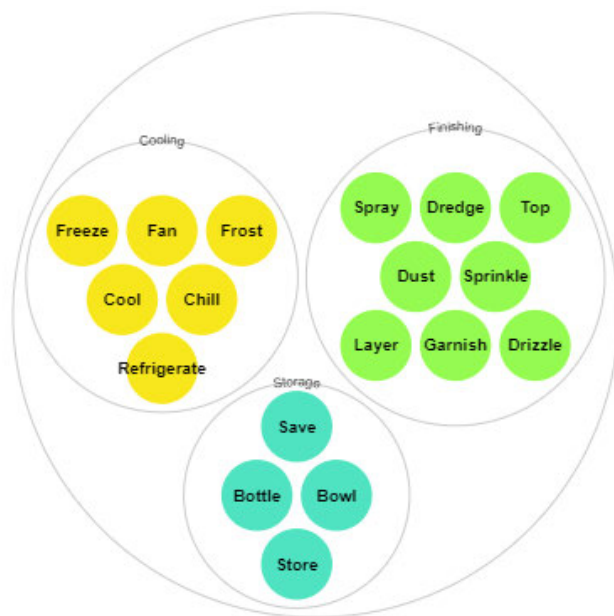 Cooling
Freeze Fan Frost
Cool Chill
Refrigerate
Finishing
Spray Dredge Top
Dust Sprinkle
Layer Garnish Drizzle
Storage
Save
Bottle Bowl
Store